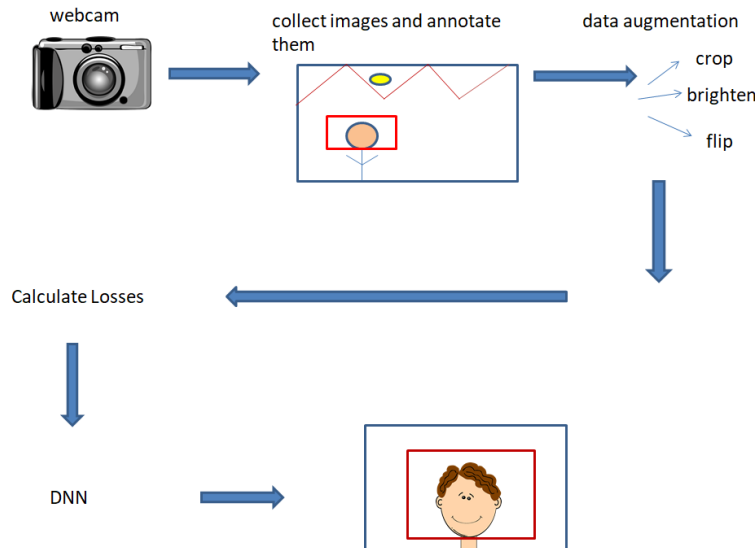 webcam
collect images and annotate
them
data augmentation
crop
brighten
flip
Calculate Losses
DNN